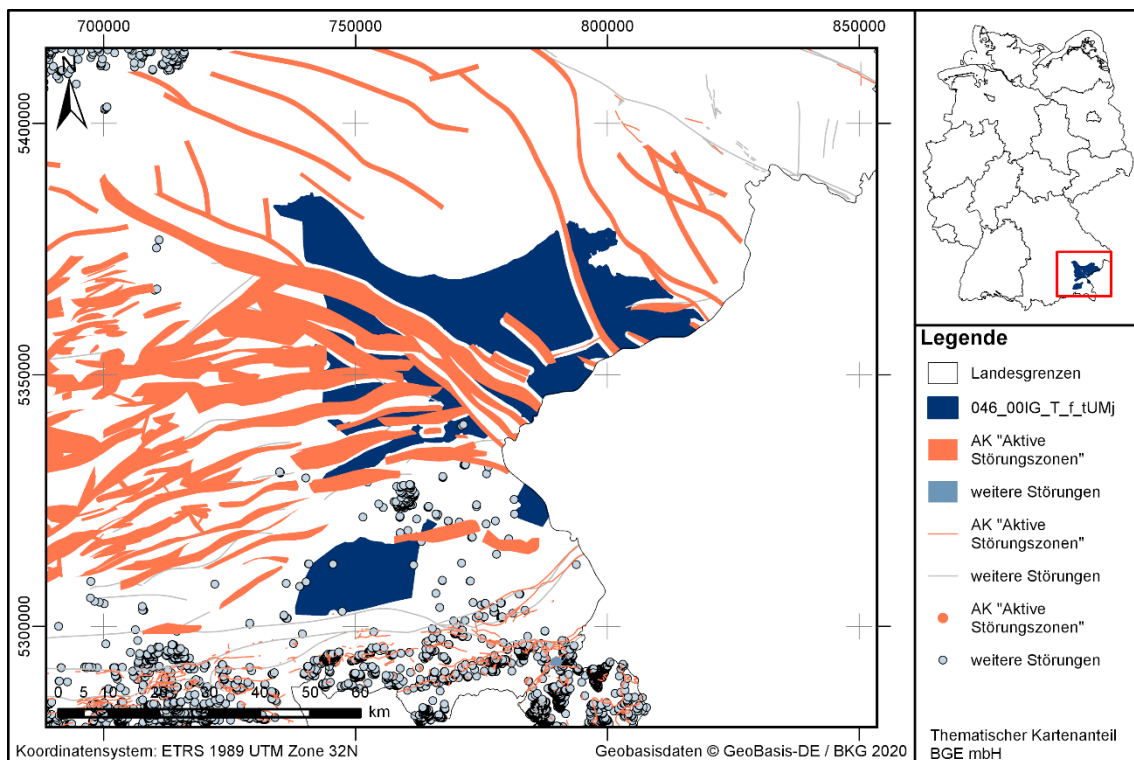 700000
750000
800000
850000
N
5400000
5350000
5300000
0
5
10
20
30
40
50
60
km
Koordinatensystem: ETRS 1989 UTM Zone 32N
Geobasisdaten © GeoBasis-DE / BKG 2020
Legende
Landesgrenzen
046_00IG_T_f_tUMj
AK "Aktive
Störungszonen"
weitere Störungen
AK "Aktive
Störungszonen"
weitere Störungen
AK "Aktive
Störungszonen"
weitere Störungen
Thematischer Kartenanteil
BGE mbH